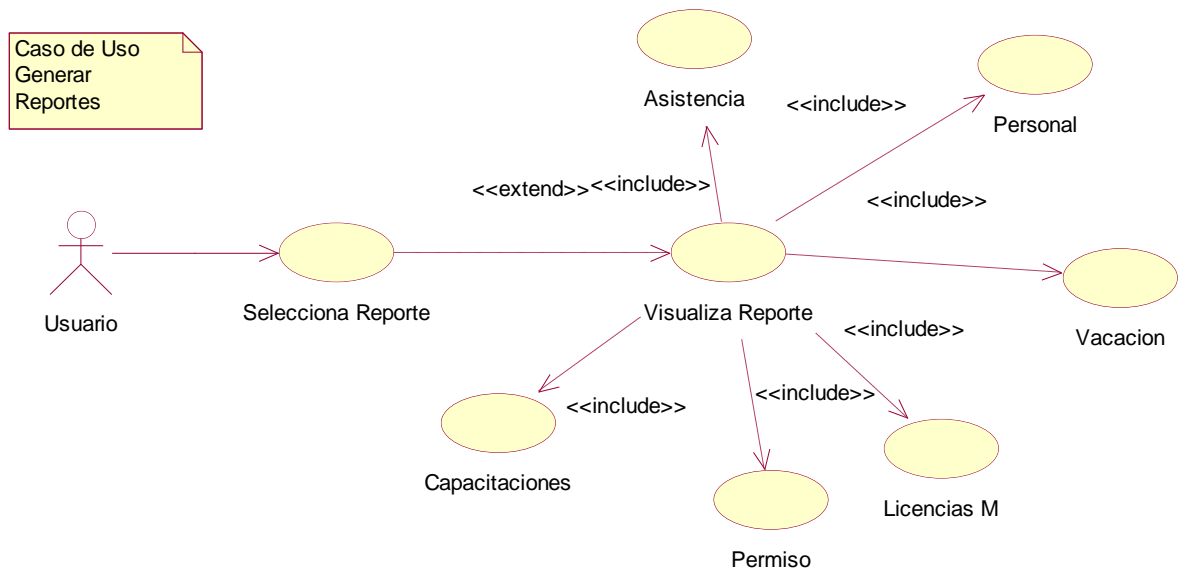 Caso de Uso
Generar
Reportes
Asistencia
<<include>>
Personal
<<extend>>
<<include>>
<<include>>
Usuario
Selecciona Reporte
Visualiza Reporte
<<include>>
Vacacion
<<include>>
<<include>>
Capacitaciones
Licencias M
Permiso